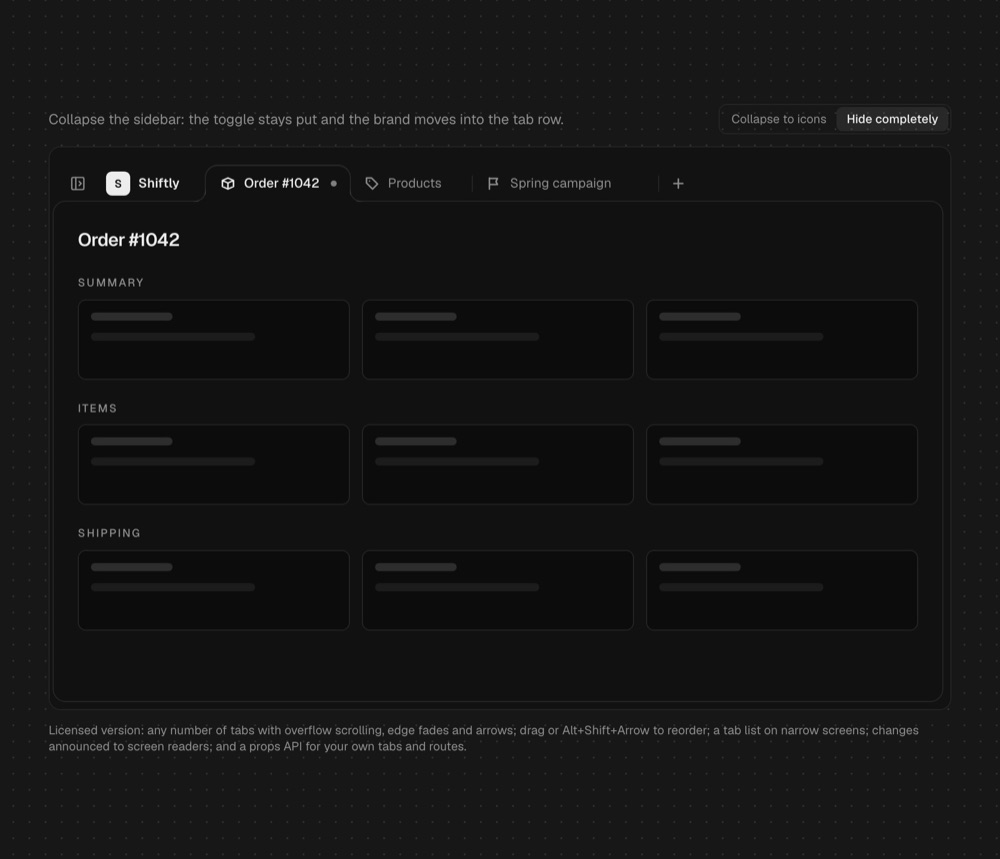 Collapse the sidebar: the toggle stays put and the brand moves into the tab row.
Collapse to icons
Hide completely
S
Shiftly
Order #1042
Products
Spring campaign
Order #1042
SUMMARY
ITEMS
SHIPPING
Licensed version: any number of tabs with overflow scrolling, edge fades and arrows; drag or Alt+Shift+Arrow to reorder; a tab list on narrow screens; changes
announced to screen readers; and a props API for your own tabs and routes.